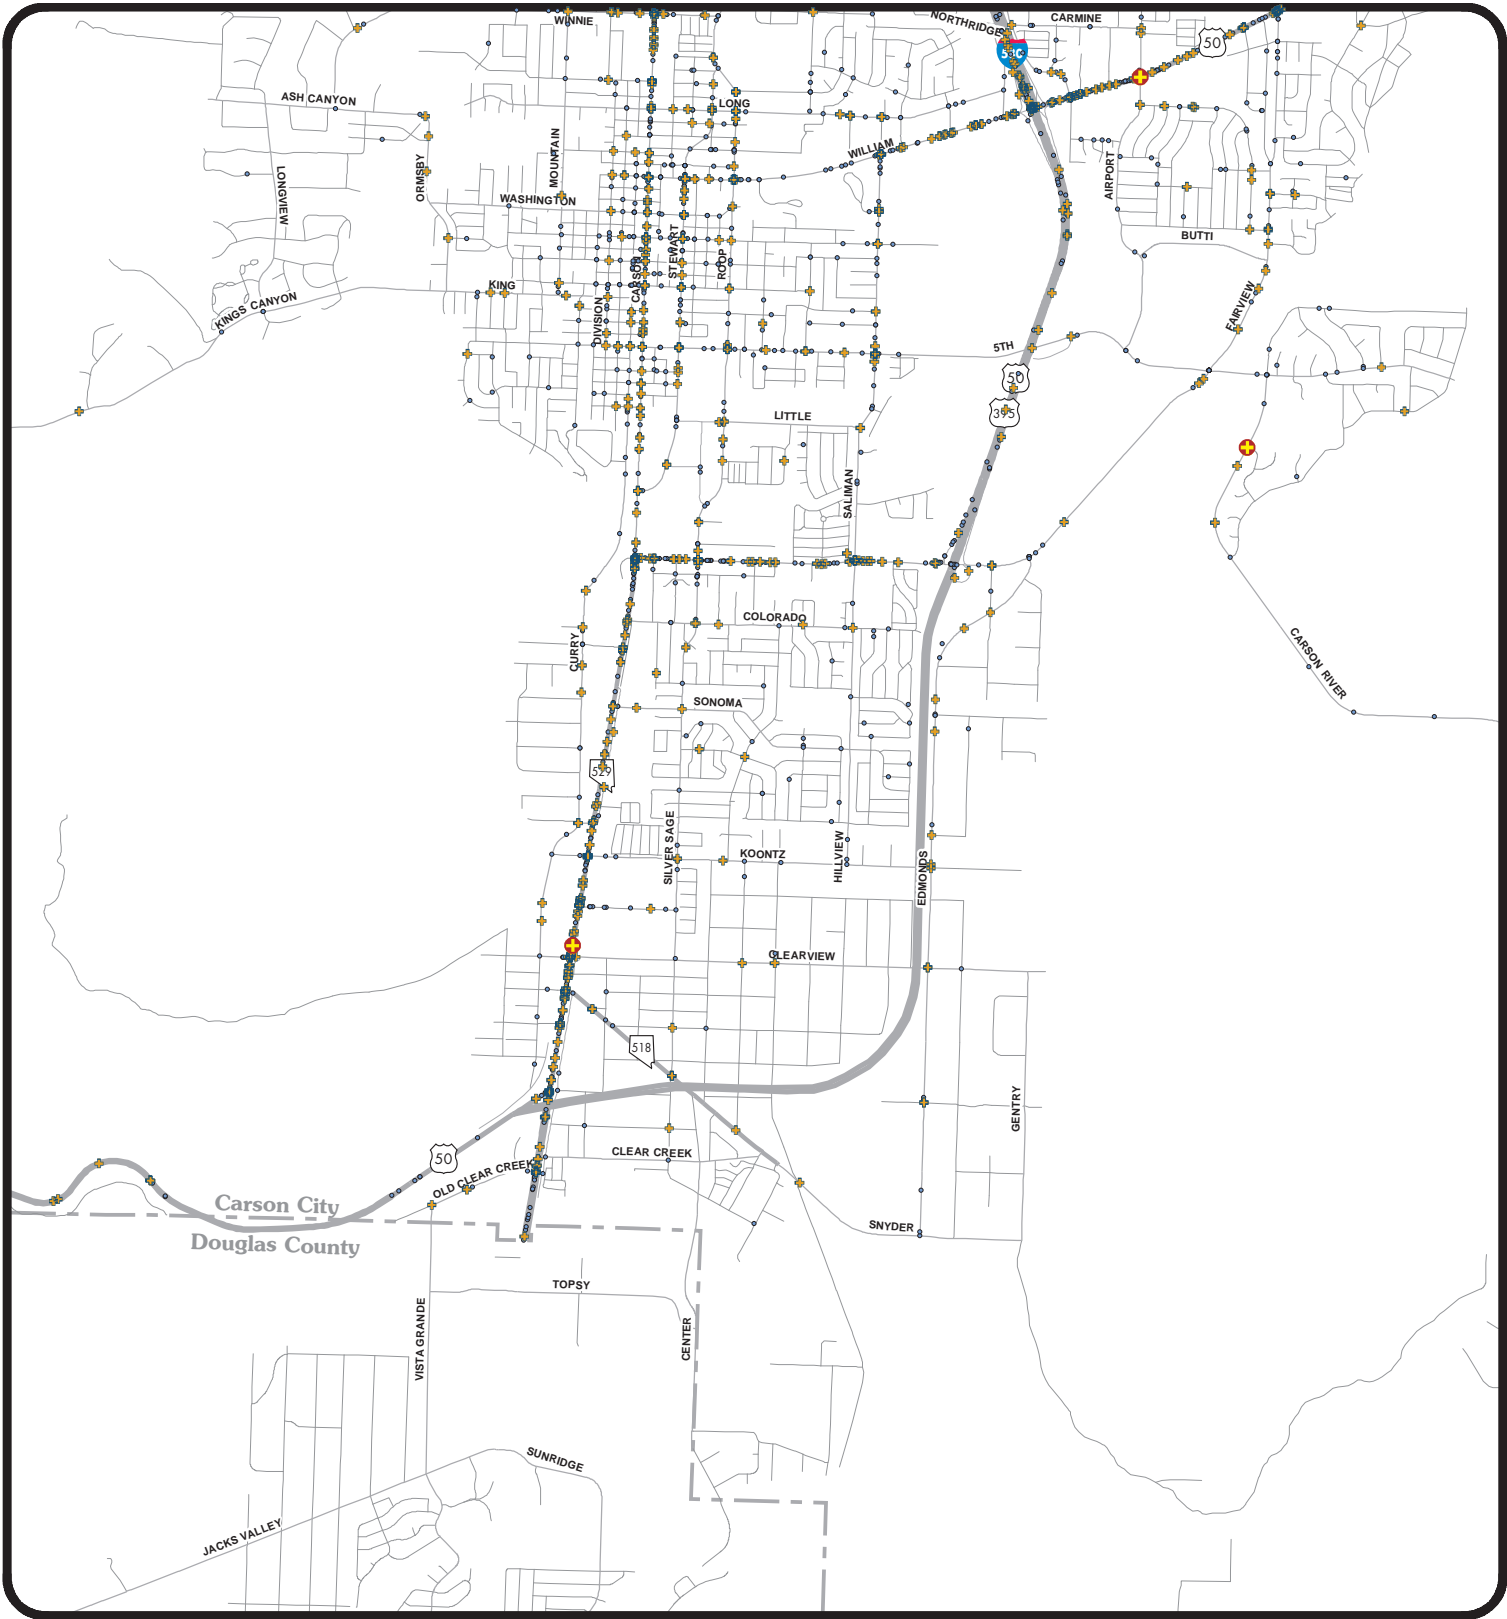 WINNIE
NORTHRIDGE
CARMINE
50
ASH CANYON
LONG
WILLIAM
MOUNTAIN
ORMSBY
AIRPORT
LONGVIEW
WASHINGTON
BUTTI
STEWART
ROOP
CARSON
KING
KINGS CANYON
DIVISION
FAIRVIEW
5TH
50
395
LITTLE
SALIMAN
COLORADO
CURRY
CARSON RIVER
SONOMA
529
SILVER SAGE
KOONTZ
HILLVIEW
EDMONDS
CLEARVIEW
518
GENTRY
50
CLEAR CREEK
OLD CLEAR CREEK
Carson City
Douglas County
SNYDER
TOPSY
VISTA GRANDE
CENTER
SUNRIDGE
JACKS VALLEY